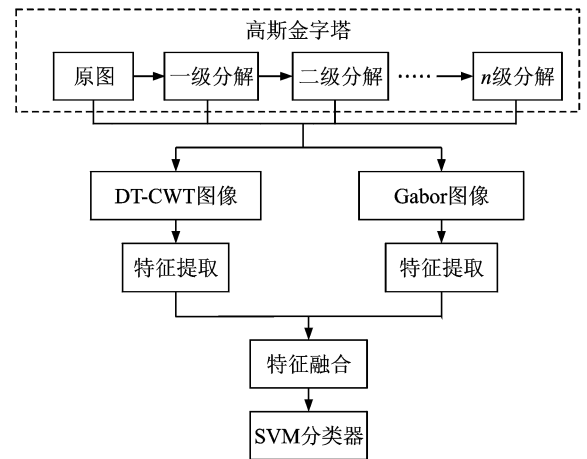 高斯金字塔
原图
一级分解
二级分解
……
n级分解
DT-CWT图像
Gabor图像
特征提取
特征提取
特征融合
SVM分类器